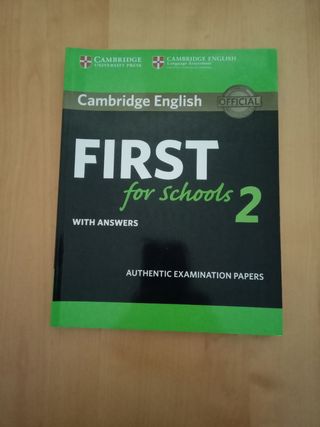 CAMBRIDGE
UNIVERSITY PRESS
CAMBRIDGE ENGLISH
Language Assessment
Cambridge English
OFFICIAL
FIRST
for Schools 2
WITH ANSWERS
AUTHENTIC EXAMINATION PAPERS